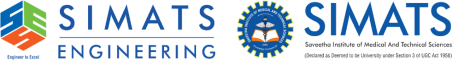 SIMATS
ENGINEERING
Engineer to Excel
SIMATS
Saveetha Institute of Medical And Technical Sciences
(Declared as Deemed to be University under Section 3 of UGC Act 1956)